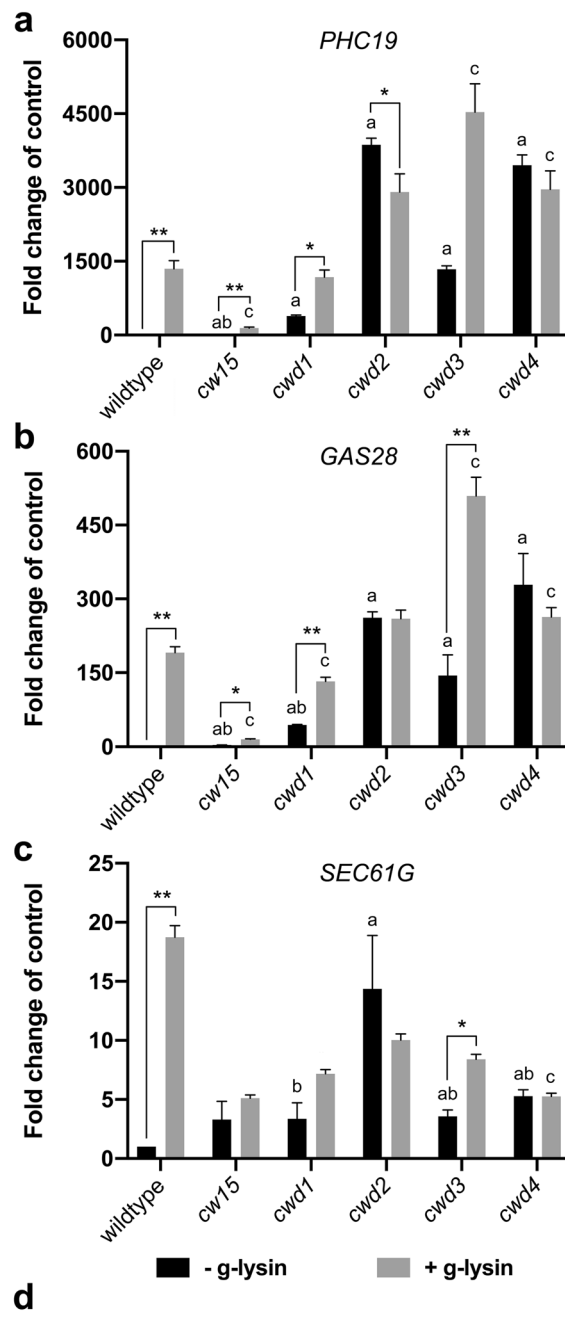 a
PHC19
Fold change of control
6000
4500
3000
1500
0
**
ab
**
c
a
*
a
*
a
c
a
c
wildtype
cw15
cwd1
cwd2
cwd3
cwd4
b
GAS28
Fold change of control
600
450
300
150
0
**
ab
*
c
ab
**
c
a
a
**
c
a
c
wildtype
cw15
cwd1
cwd2
cwd3
cwd4
c
SEC61G
Fold change of control
25
20
15
10
5
0
**
b
a
ab
*
ab
c
wildtype
cw15
cwd1
cwd2
cwd3
cwd4
- g-lysin
+ g-lysin
d